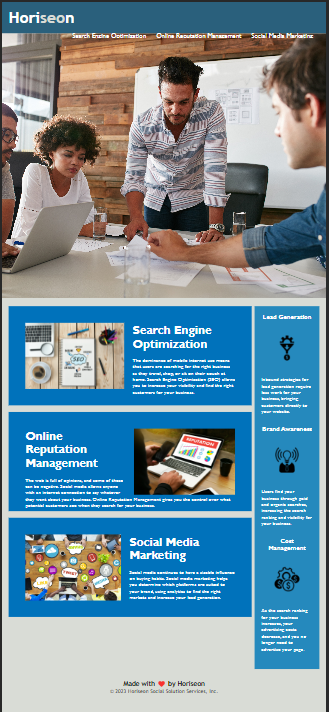 Horiseon
Search Engine Optimization Online Reputation Management Social Media Marketing
Search Engine
Optimization
The dominance of mobile internet use means
that users are searching for the right business
as they travel, shop, or sit on their search at
home. Search Engine Optimization (SEO) allows
you to increase your visibility and find the right
customers for your business.
SEO
Online
Reputation
Management
The web is full of opinions, and some of these
can be negative. Social media allows anyone
with an internet connection to say whatever
they want about your business. Online Reputation Management gives you the control over what
potential customers see when they search for your business.
REPUTATION
Social Media
Marketing
Social media continues to have a sizable influence
on buying habits. Social media marketing helps
you determine which platforms are suited to
your brand, using analytics to find the right
markets and increase your lead generation.
Lead Generation
Inbound strategies for
lead generation require
less work for your
business, bringing
customers directly to
your website.
Brand Awareness
Users find your
business through paid
and organic searches,
increasing the search
ranking and visibility for
your business.
Cost
Management
As the search ranking
for your business
increases, your
advertising costs
decrease, and you no
longer need to
advertise your page.
Made with ❤️ by Horiseon
© 2023 Horiseon Social Solution Services, Inc.